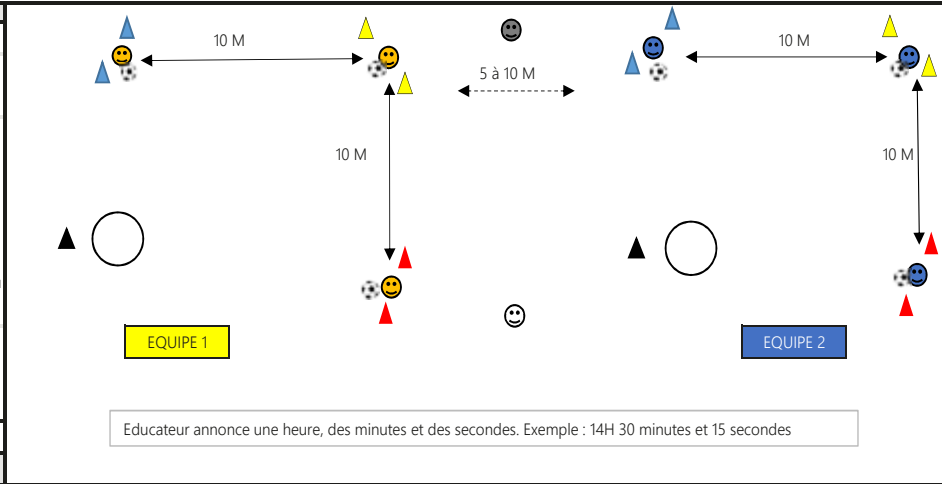 10 M
10 M
5 à 10 M
10 M
10 M
EQUIPE 1
EQUIPE 2
Educateur annonce une heure, des minutes et des secondes. Exemple : 14H 30 minutes et 15 secondes